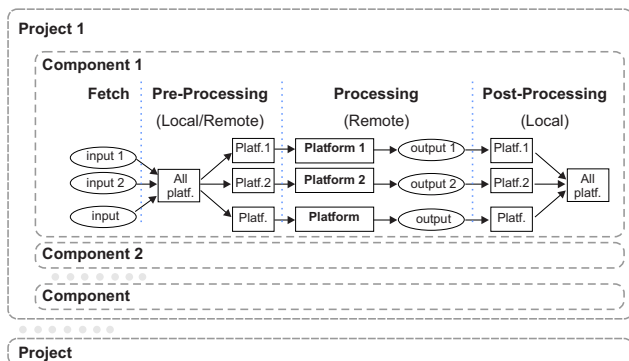 Project 1
Component 1
Fetch Pre-Processing Processing Post-Processing
(Local/Remote) (Remote) (Local)
input 1 Platf.1 Platform 1 output 1 Platf.1
input 2 All platf. Platf.2 Platform 2 output 2 Platf.2 All platf.
input Platf. Platform output Platf.
Component 2
Component
Project